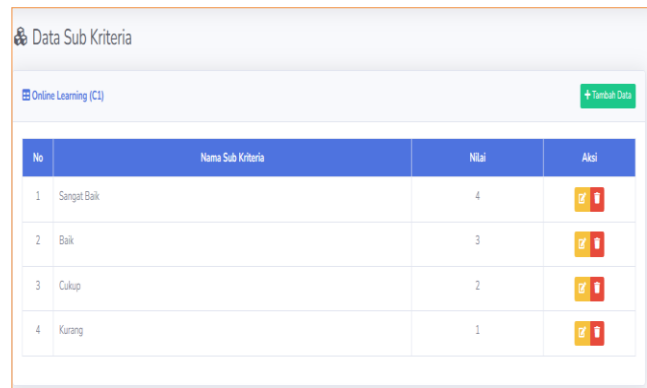 Data Sub Kriteria
Online Learning (C1)
+ Tambah Data
No Nama Sub Kriteria Nilai Aksi
1 Sangat Baik 4
2 Baik 3
3 Cukup 2
4 Kurang 1